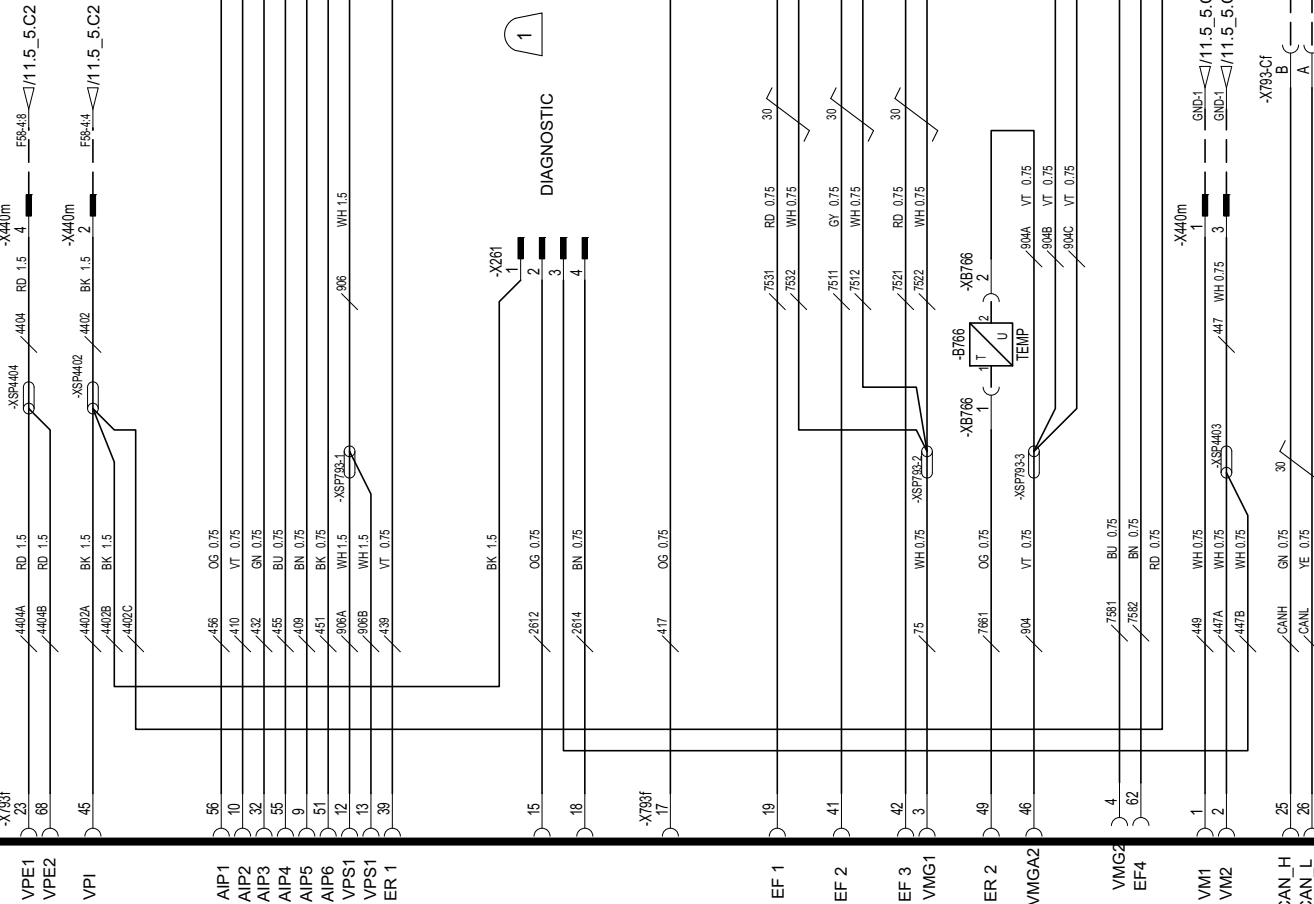 F58-4:8
/11.5_5.C2
F58-4:4
/11.5_5.C2
-X440m
4
-X440m
2
RD 1.5
BK 1.5
4404
4402
-XSP4404
-XSP4402
RD 1.5
RD 1.5
BK 1.5
BK 1.5
4404A
4404B
4402A
4402B
4402C
-X793f
23
68
45
VPE1
VPE2
VPI
WH 1.5
906
-XSP793-1
OG 0.75
VT 0.75
GN 0.75
BU 0.75
BN 0.75
BK 0.75
WH 1.5
WH 1.5
VT 0.75
456
410
432
455
409
451
906A
906B
439
56
10
32
55
9
51
12
13
39
AIP1
AIP2
AIP3
AIP4
AIP5
AIP6
VPS1
VPS1
ER 1
1
DIAGNOSTIC
-X261
1
2
3
4
BK 1.5
OG 0.75
BN 0.75
2612
2614
15
18
OG 0.75
417
-X793f
17
30
30
30
RD 0.75
WH 0.75
GY 0.75
WH 0.75
RD 0.75
WH 0.75
7531
7532
7511
7512
7521
7522
-XSP793-2
WH 0.75
75
19
41
42
3
EF 1
EF 2
EF 3
VMG1
-XB766
2
2
-B766
T
U
TEMP
1
-XB766
1
OG 0.75
7661
49
ER 2
904A
VT 0.75
904B
VT 0.75
904C
VT 0.75
-XSP793-3
VT 0.75
904
46
VMGA2
BU 0.75
BN 0.75
RD 0.75
7581
7582
4
62
VMG2
EF4
GND-1
/11.5_5.C
GND-1
/11.5_5.C
-X440m
1
3
WH 0.75
447
-XSP4403
WH 0.75
WH 0.75
WH 0.75
449
447A
447B
1
2
VM1
VM2
-X793-Cf
B
A
30
GN 0.75
YE 0.75
CANH
CANL
25
26
CAN_H
CAN_L